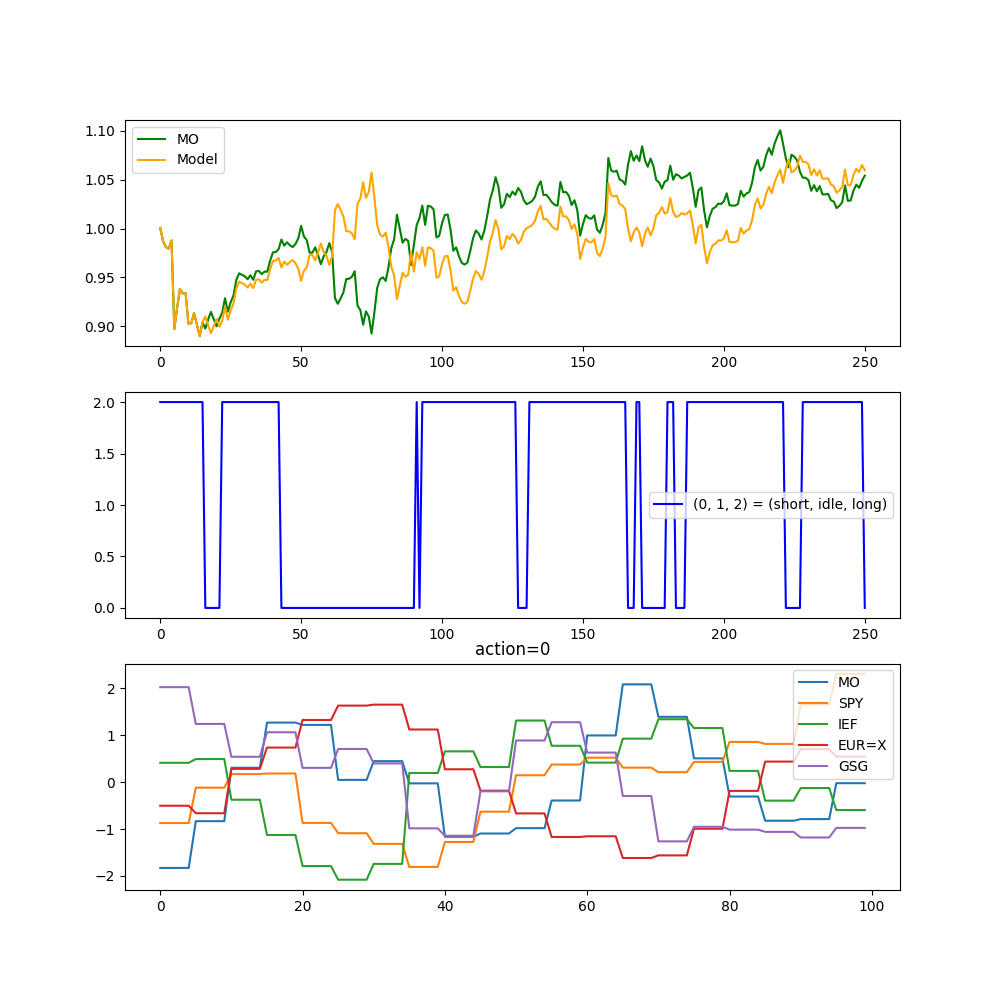 1.10
1.05
1.00
0.95
0.90
MO
Model
0 50 100 150 200 250
2.0
1.5
1.0
0.5
0.0
(0, 1, 2) = (short, idle, long)
0 50 100 150 200 250
action=0
2
1
0
−1
−2
MO
SPY
IEF
EUR=X
GSG
0 20 40 60 80 100